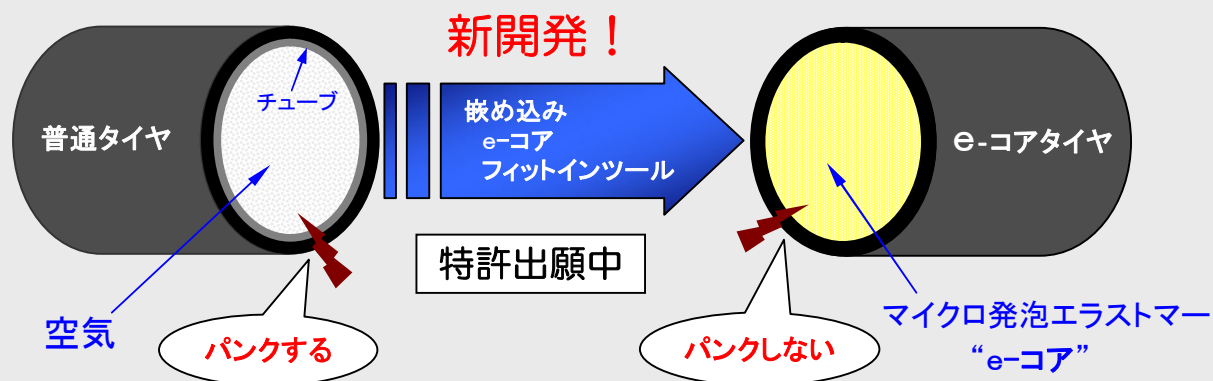 新開発！
チューブ
普通タイヤ
嵌め込み
e-コア
フィットインツール
e-コアタイヤ
特許出願中
空気
パンクする
パンクしない
マイクロ発泡エラストマー
“e-コア”